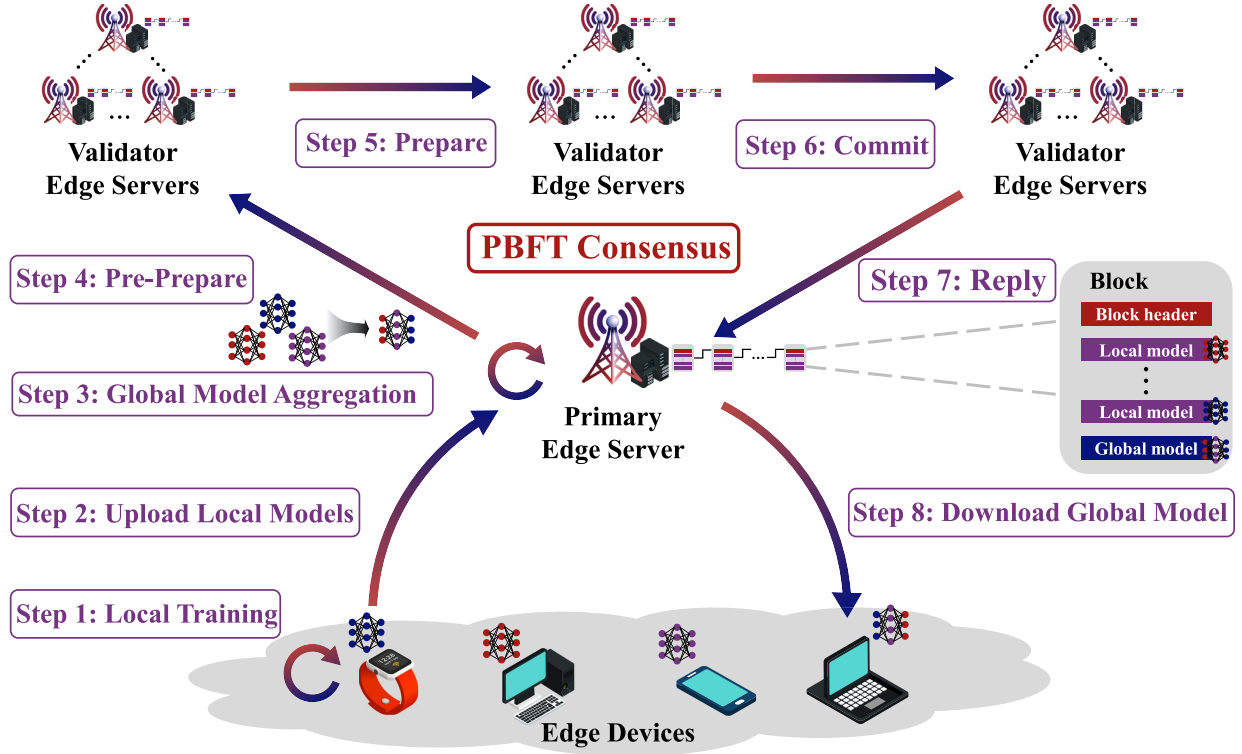 Validator
Edge Servers
Step 5: Prepare
Validator
Edge Servers
Step 6: Commit
Validator
Edge Servers
PBFT Consensus
Step 4: Pre-Prepare
Step 7: Reply
Block
Block header
Local model
Local model
Global model
Step 3: Global Model Aggregation
Primary
Edge Server
Step 2: Upload Local Models
Step 8: Download Global Model
Step 1: Local Training
12:28
Edge Devices